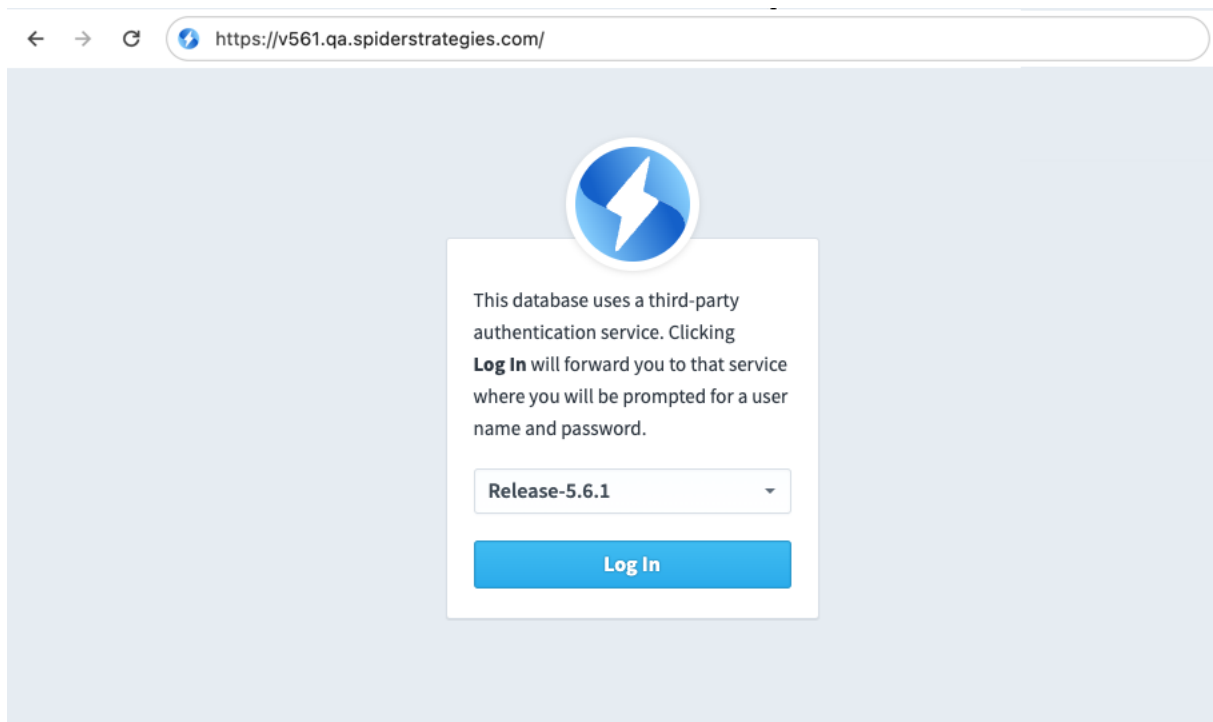 https://v561.qa.spiderstrategies.com/
This database uses a third-party
authentication service. Clicking
Log In will forward you to that service
where you will be prompted for a user
name and password.
Release-5.6.1
Log In